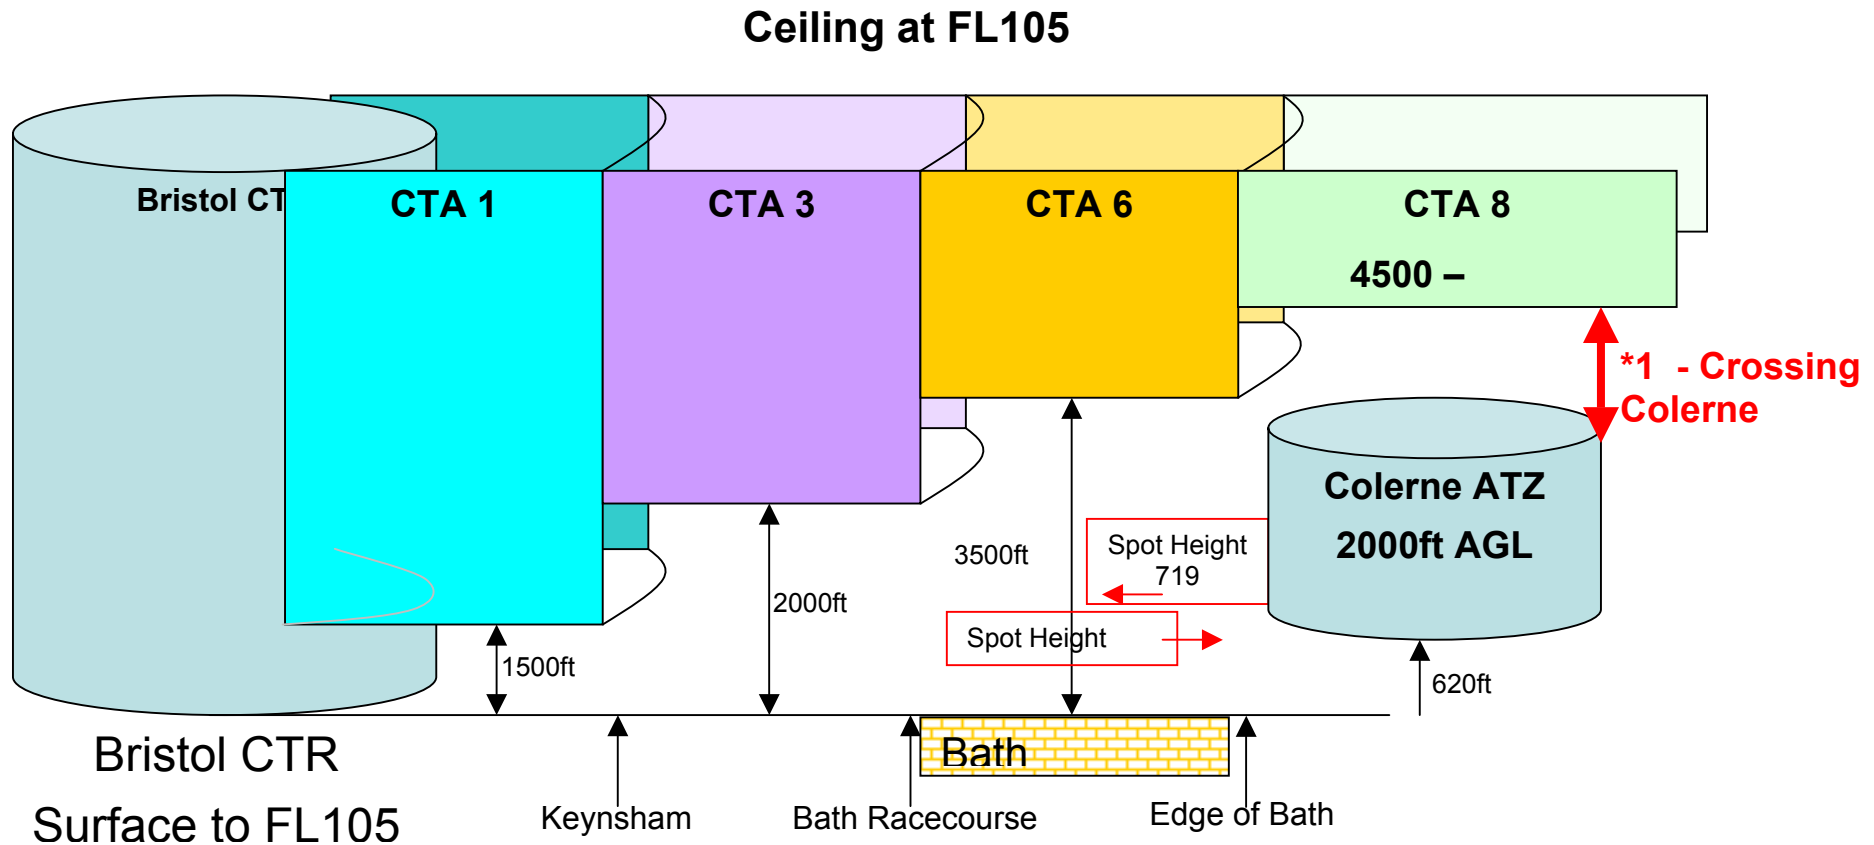 Ceiling at FL105
Bristol CT
CTA 1
CTA 3
CTA 6
CTA 8
4500 –
*1 - Crossing
Colerne
Colerne ATZ
2000ft AGL
Spot Height
719
3500ft
2000ft
Spot Height
1500ft
620ft
Bristol CTR
Surface to FL105
Bath
Keynsham
Bath Racecourse
Edge of Bath